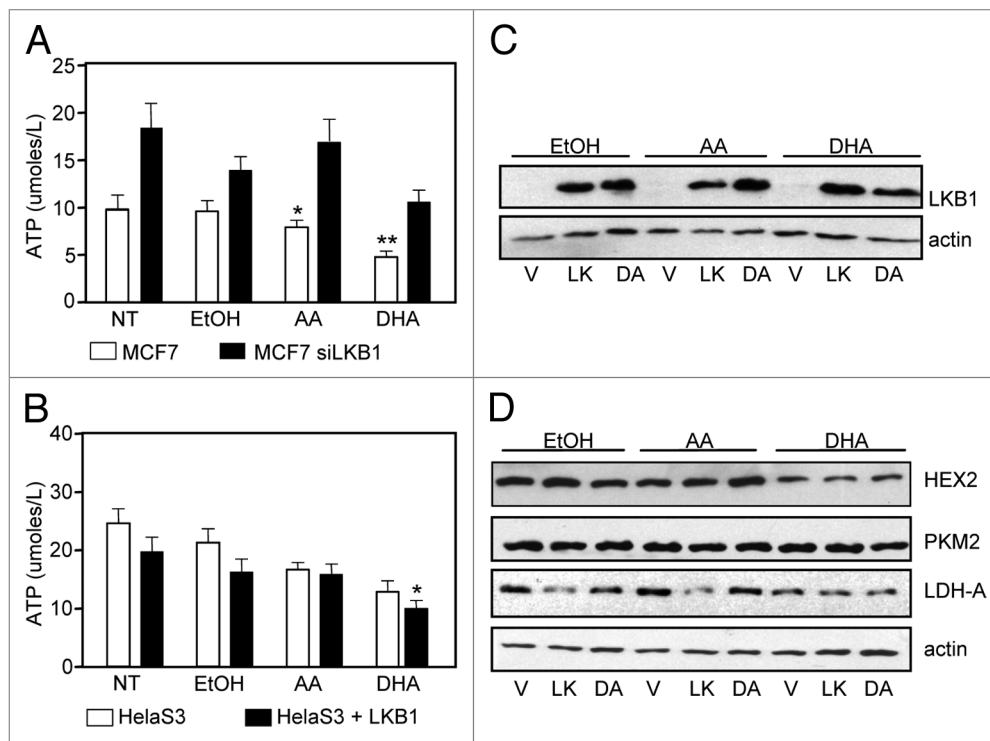 A
25
20
15
10
5
0
ATP (umoles/L)
*
**
NT EtOH AA DHA
MCF7 MCF7 siLKB1
B
40
30
20
10
0
ATP (umoles/L)
*
NT EtOH AA DHA
HelaS3 HelaS3 + LKB1
C
EtOH AA DHA
LKB1
actin
V LK DA V LK DA V LK DA
D
EtOH AA DHA
HEX2
PKM2
LDH-A
actin
V LK DA V LK DA V LK DA